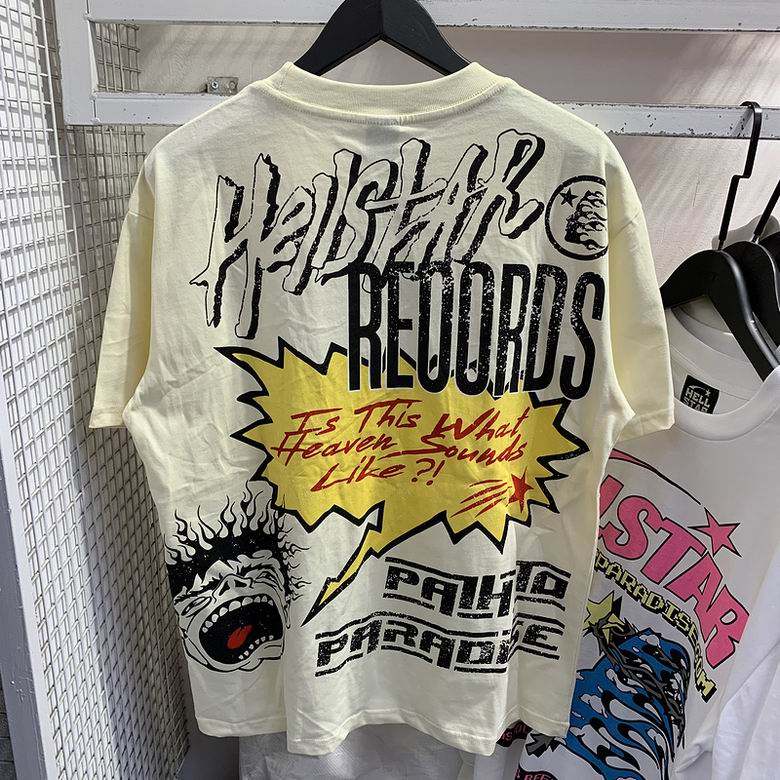 HellstAR
RECORDS
Is This What
Heaven Sounds
Like?!
PATH TO
PARADISE
HELL
STAR
LSTAR
PARADISE.COM